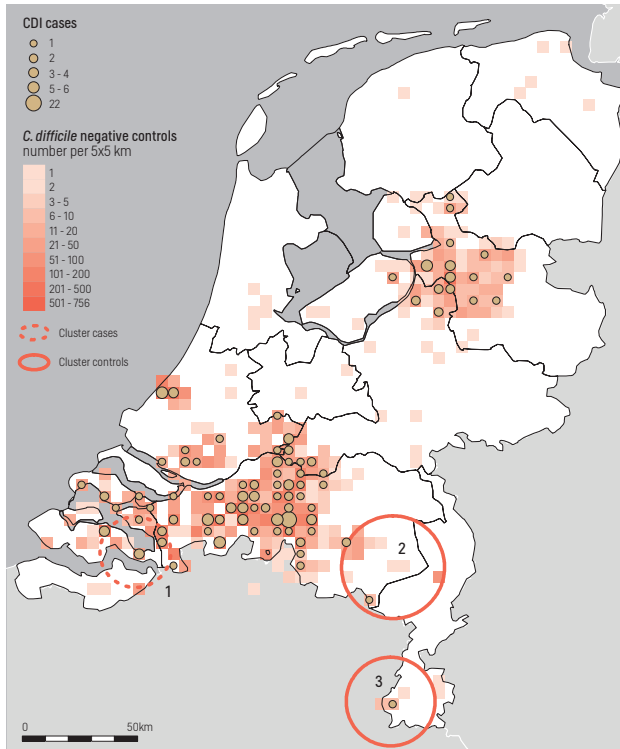 CDI cases
1
2
3 - 4
5 - 6
22
C. difficile negative controls
number per 5x5 km
1
2
3 - 5
6 - 10
11 - 20
21 - 50
51 - 100
101 - 200
201 - 500
501 - 756
Cluster cases
Cluster controls
1
2
3
0
50km